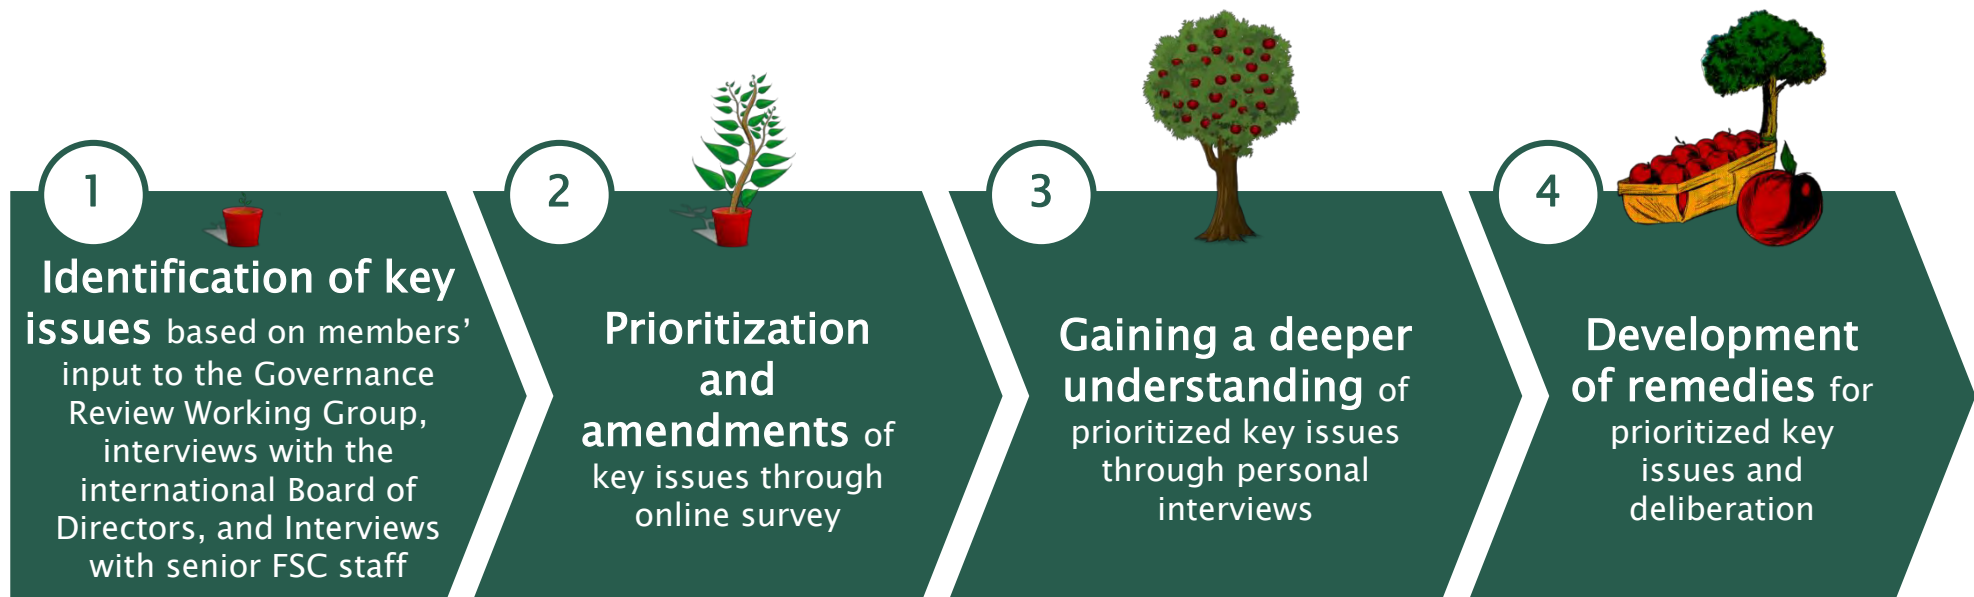 1
Identification of key
issues based on members’
input to the Governance
Review Working Group,
interviews with the
international Board of
Directors, and Interviews
with senior FSC staff
2
Prioritization
and
amendments of
key issues through
online survey
3
Gaining a deeper
understanding of
prioritized key issues
through personal
interviews
4
Development
of remedies for
prioritized key
issues and
deliberation